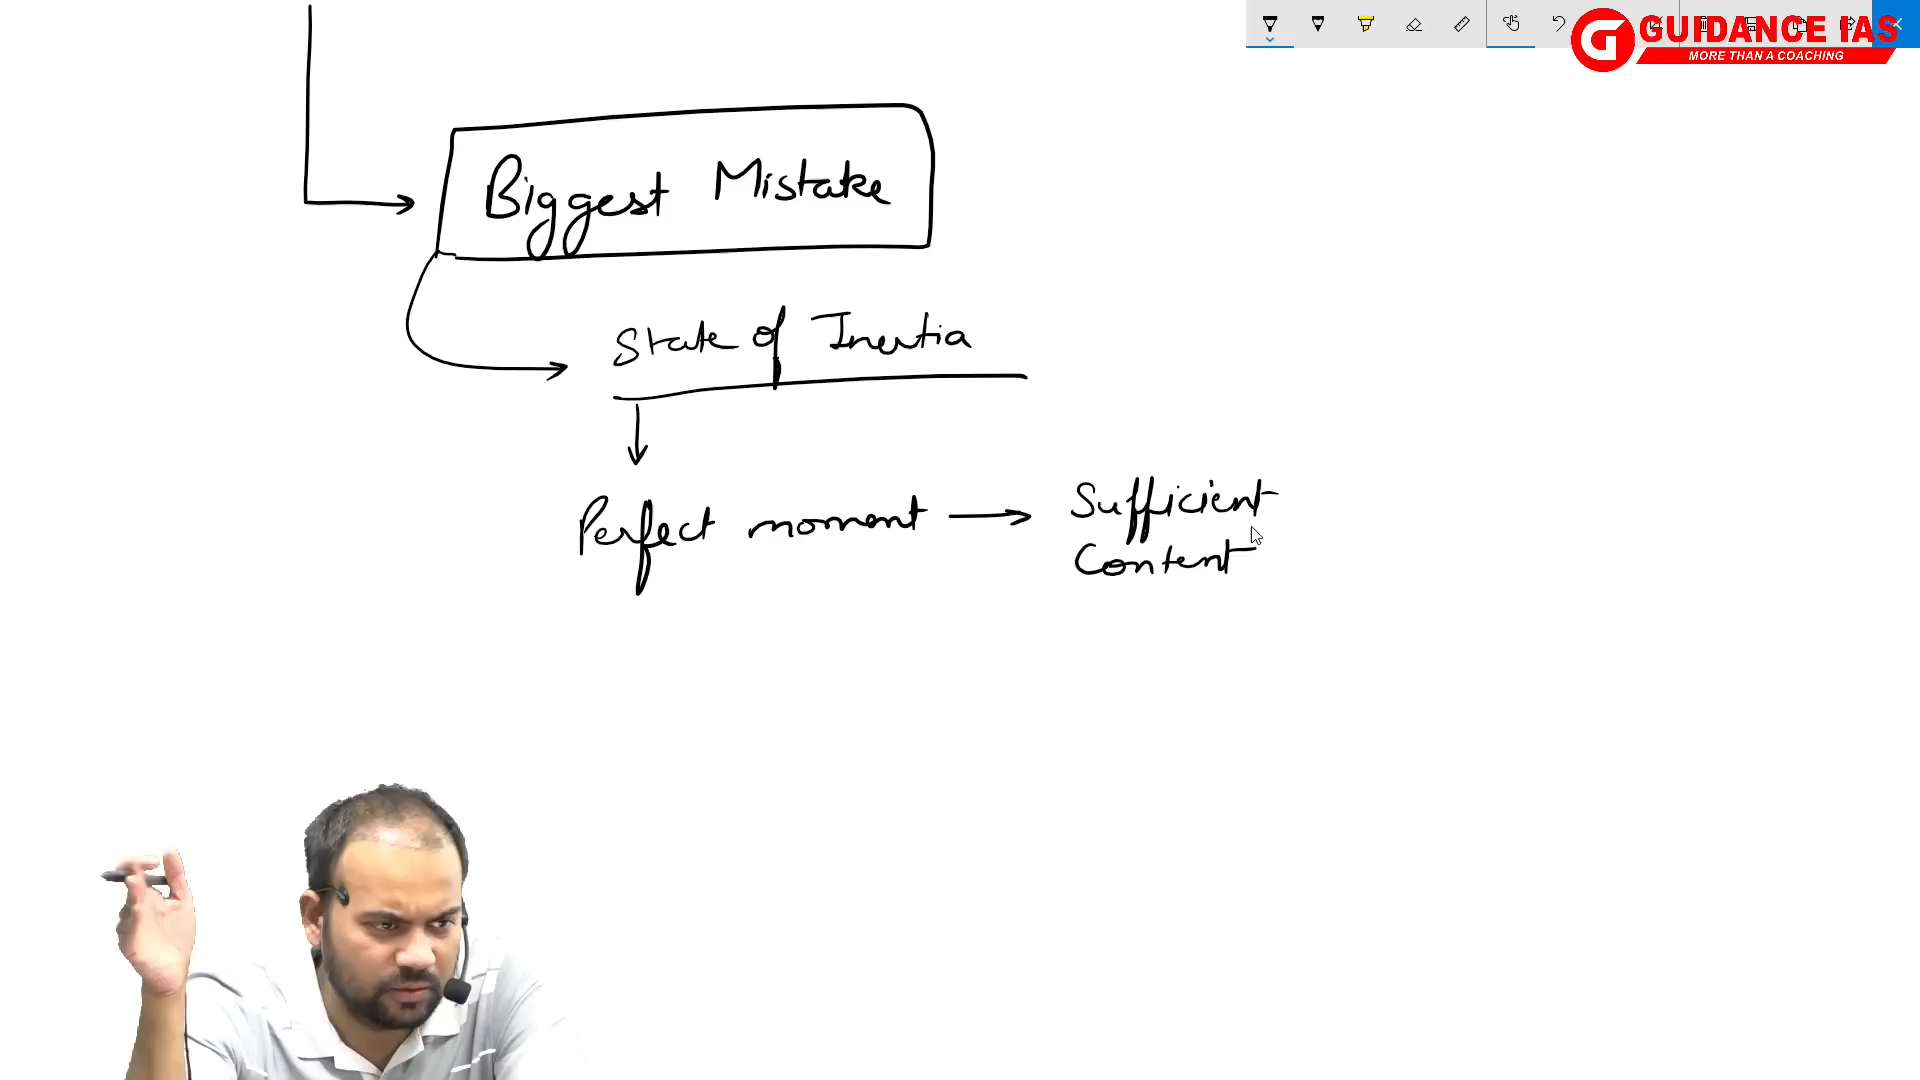 GUIDANCE IAS
MORE THAN A COACHING
Biggest Mistake
State of Inertia
Perfect moment → Sufficient
Content